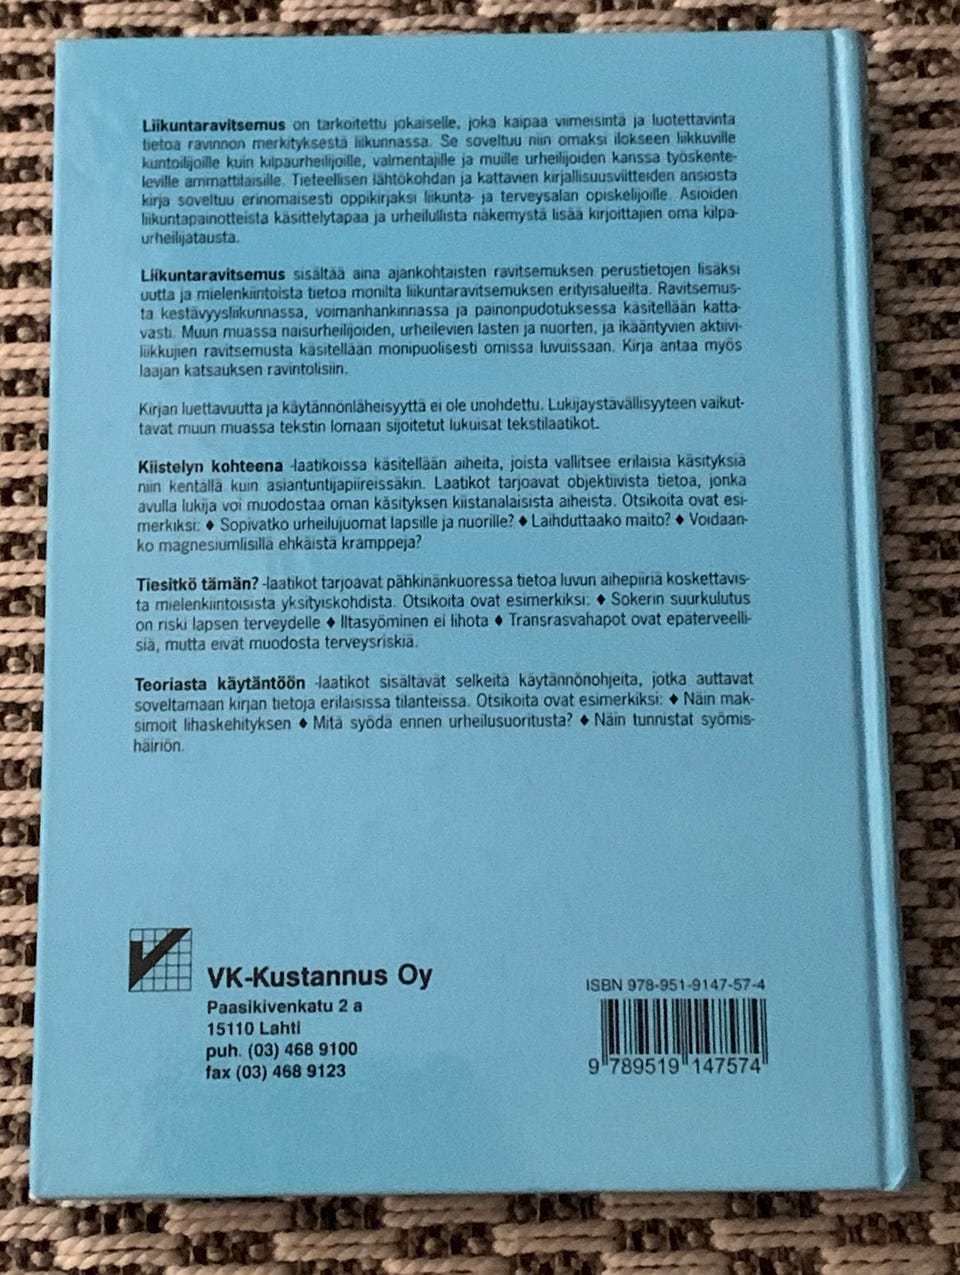 Liikuntaravitsemus on tarkoitettu jokaiselle, joka kaipaa viimeisintä ja luotettavinta
tietoa ravinnon merkityksestä liikunnassa. Se soveltuu niin omaksi ilokseen liikkuville
kuntoilijoille kuin kilpaurheilijoille, valmentajille ja muille urheilijoiden kanssa työskente-
leville ammattilaisille. Tieteellisen lähtökohdan ja kattavien kirjallisuusviitteiden ansiosta
kirja soveltuu erinomaisesti oppikirjaksi liikunta- ja terveysalan opiskelijoille. Asioiden
liikuntapainotteista käsittelytapaa ja urheilullista näkemystä lisää kirjoittajien oma kilpa-
urheilijatausta.
Liikuntaravitsemus sisältää aina ajankohtaisten ravitsemuksen perustietojen lisäksi
uutta ja mielenkiintoista tietoa monilta liikuntaravitsemuksen erityisalueilta. Ravitsemus-
ta kestävyysliikunnassa, voimanhankinnassa ja painonpudotuksessa käsitellään katta-
vasti. Muun muassa naisurheilijoiden, urheilevien lasten ja nuorten, ja ikääntyvien aktiivi-
liikkujien ravitsemusta käsitellään monipuolisesti omissa luvuissaan. Kirja antaa myös
laajan katsauksen ravintolisiin.
Kirjan luettavuutta ja käytännönläheisyyttä ei ole unohdettu. Lukijaystävällisyyteen vaikut-
tavat muun muassa tekstin lomaan sijoitetut lukuisat tekstilaatikot.
Kiistelyn kohteena -laatikoissa käsitellään aiheita, joista vallitsee erilaisia käsityksiä
niin kentällä kuin asiantuntijapiireissäkin. Laatikot tarjoavat objektiivista tietoa, jonka
avulla lukija voi muodostaa oman käsityksen kiistanalaisista aiheista. Otsikoita ovat esi-
merkiksi: ♦ Sopivatko urheilujuomat lapsille ja nuorille? ♦ Laihduttaako maito? ♦ Voidaan-
ko magnesiumlisillä ehkäistä kramppeja?
Tiesitkö tämän? -laatikot tarjoavat pähkinänkuoressa tietoa luvun aihepiiriä koskettavis-
ta mielenkiintoisista yksityiskohdista. Otsikoita ovat esimerkiksi: ♦ Sokerin suurkulutus
on riski lapsen terveydelle ♦ Iltasyöminen ei lihota ♦ Transrasvahapot ovat epäterveelli-
siä, mutta eivät muodosta terveysriskiä.
Teoriasta käytäntöön -laatikot sisältävät selkeitä käytännönohjeita, jotka auttavat
soveltamaan kirjan tietoja erilaisissa tilanteissa. Otsikoita ovat esimerkiksi: ♦ Näin mak-
simoit lihaskehityksen ♦ Mitä syödä ennen urheilusuoritusta? ♦ Näin tunnistat syömis-
häiriön.
VK-Kustannus Oy
Paasikivenkatu 2 a
15110 Lahti
puh. (03) 468 9100
fax (03) 468 9123
ISBN 978-951-9147-57-4
9 789519 147574